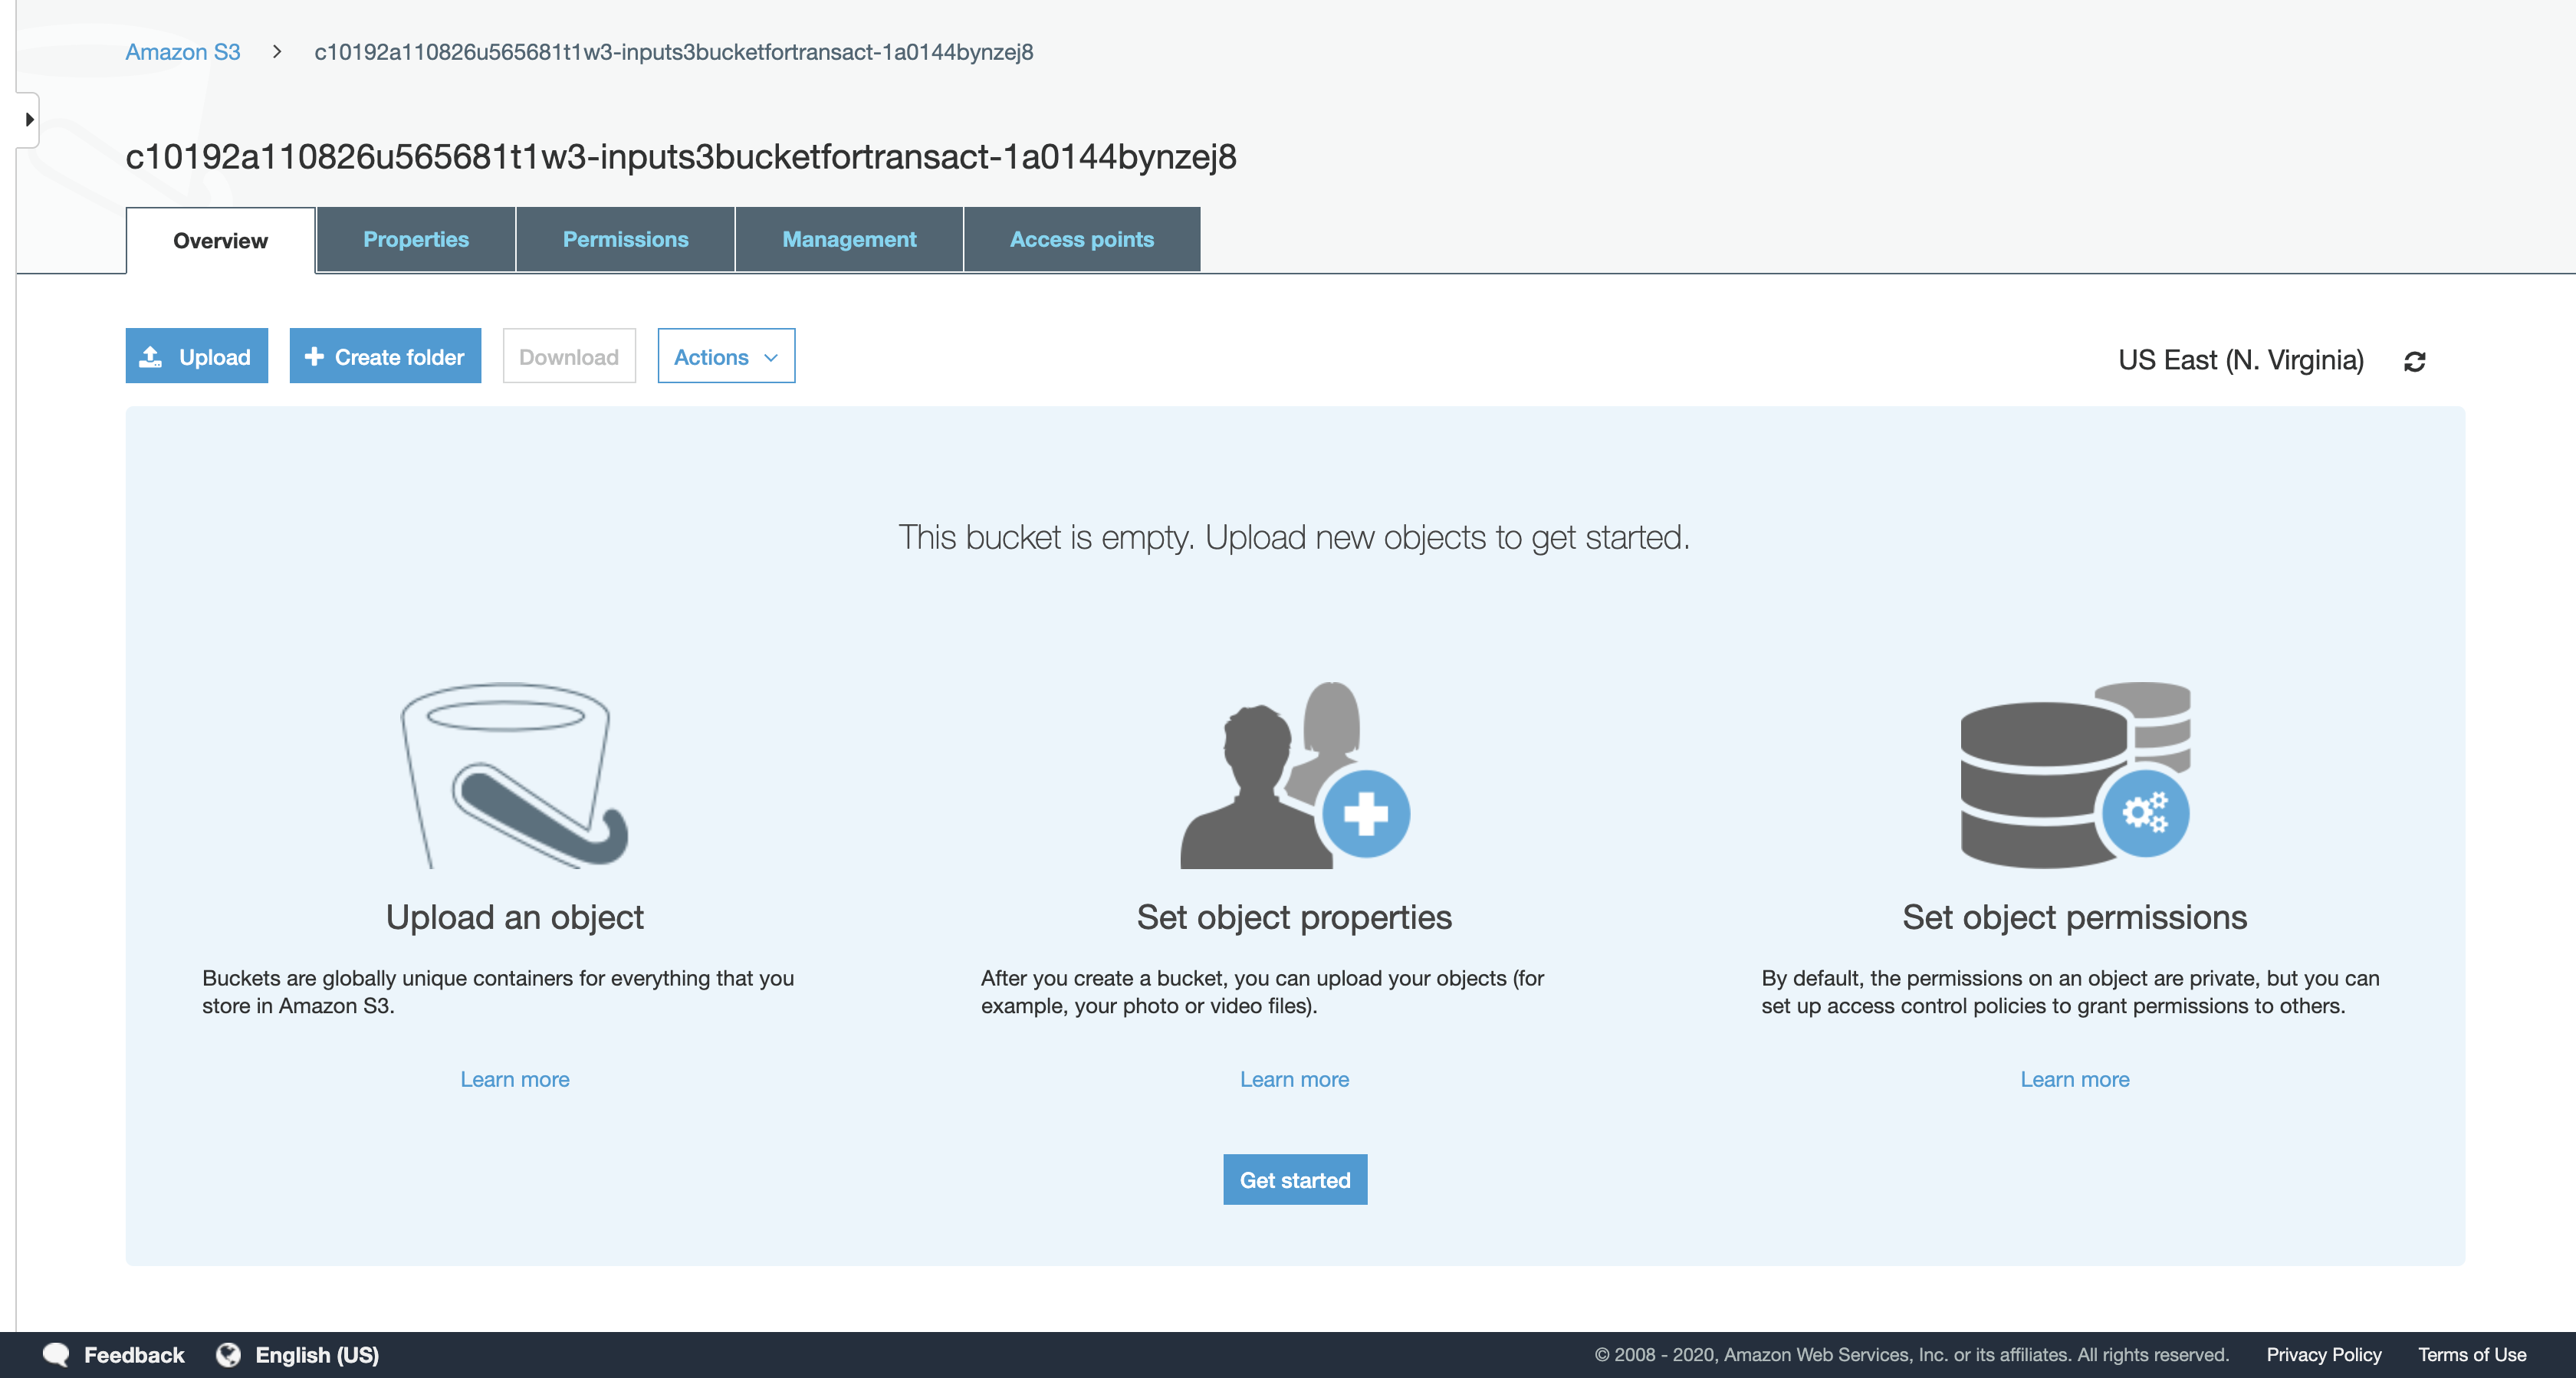 Amazon S3 > c10192a110826u565681t1w3-inputs3bucketfortransact-1a0144bynzej8
c10192a110826u565681t1w3-inputs3bucketfortransact-1a0144bynzej8
Overview Properties Permissions Management Access points
Upload Create folder Download Actions US East (N. Virginia)
This bucket is empty. Upload new objects to get started.
Upload an object
Buckets are globally unique containers for everything that you
store in Amazon S3.
Learn more
Set object properties
After you create a bucket, you can upload your objects (for
example, your photo or video files).
Learn more
Set object permissions
By default, the permissions on an object are private, but you can
set up access control policies to grant permissions to others.
Learn more
Get started
Feedback English (US) © 2008 - 2020, Amazon Web Services, Inc. or its affiliates. All rights reserved. Privacy Policy Terms of Use